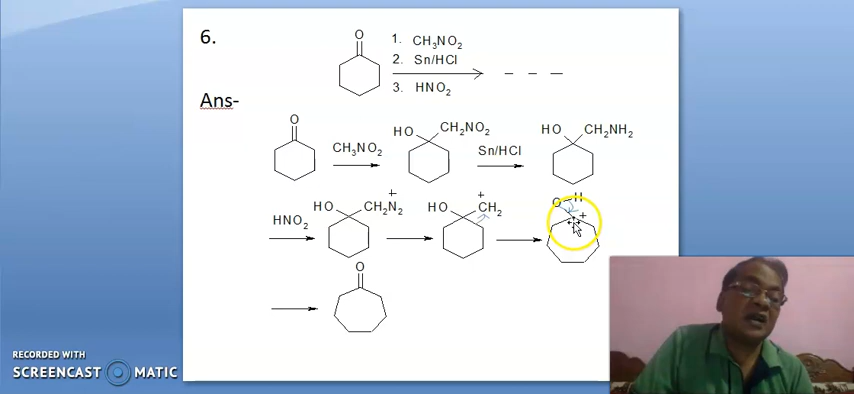 6.
O
1. CH3NO2
2. Sn/HCl
3. HNO2
Ans-
O
CH3NO2
HO CH2NO2
Sn/HCl
HO CH2NH2
HNO2
HO CH2N2 +
HO CH2 +
O-H +
O
RECORDED WITH
SCREENCAST MATIC